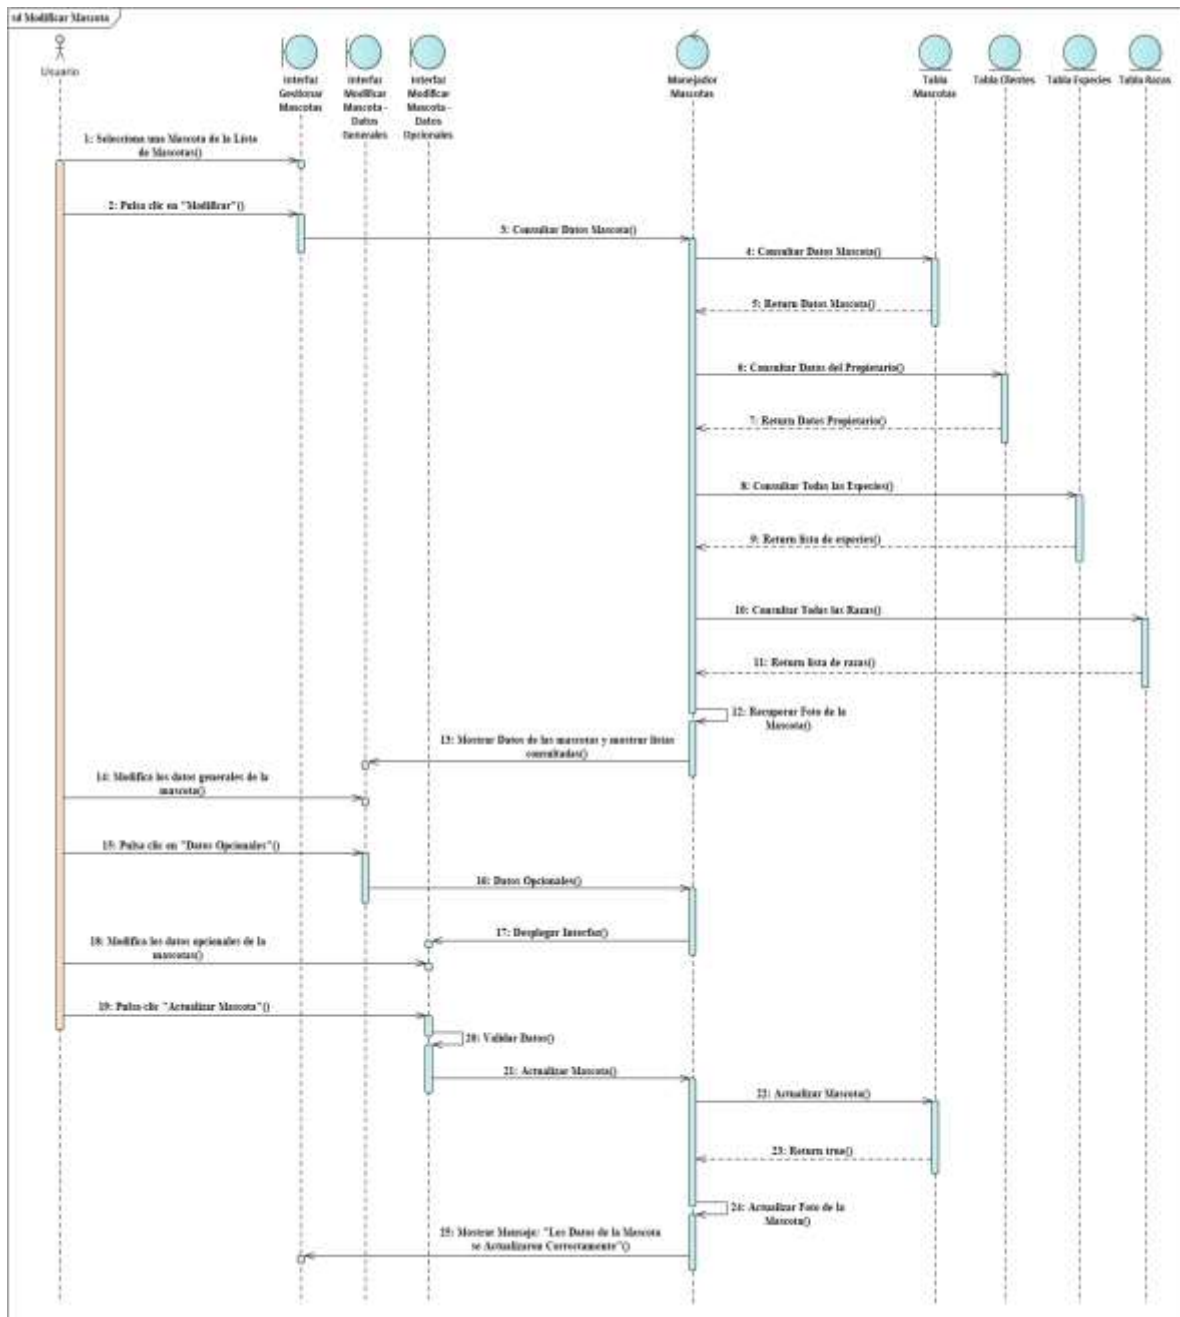 sd Modificar Mascota
Usuario
Interfaz
Gestionar
Mascotas
Interfaz
Modificar
Mascota -
Datos
Generales
Interfaz
Modificar
Mascota -
Datos
Opcionales
Manejador
Mascotas
Tabla
Mascotas
Tabla Clientes
Tabla Especies
Tabla Razas
1: Selecciona una Mascota de la Lista
de Mascotas()
2: Pulsa clic en "Modificar"()
3: Consultar Datos Mascota()
4: Consultar Datos Mascota()
5: Return Datos Mascota()
6: Consultar Datos del Propietario()
7: Return Datos Propietario()
8: Consultar Todas las Especies()
9: Return lista de especies()
10: Consultar Todas las Razas()
11: Return lista de razas()
12: Recuperar Foto de la
Mascota()
13: Mostrar Datos de las mascotas y mostrar listas
consultadas()
14: Modifica los datos generales de la
mascota()
15: Pulsa clic en "Datos Opcionales"()
16: Datos Opcionales()
17: Desplegar Interfaz()
18: Modifica los datos opcionales de la
mascotas()
19: Pulsa clic "Actualizar Mascota"()
20: Validar Datos()
21: Actualizar Mascota()
22: Actualizar Mascota()
23: Return true()
24: Actualizar Foto de la
Mascota()
25: Mostrar Mensaje: "Los Datos de la Mascota
se Actualizaron Correctamente"()